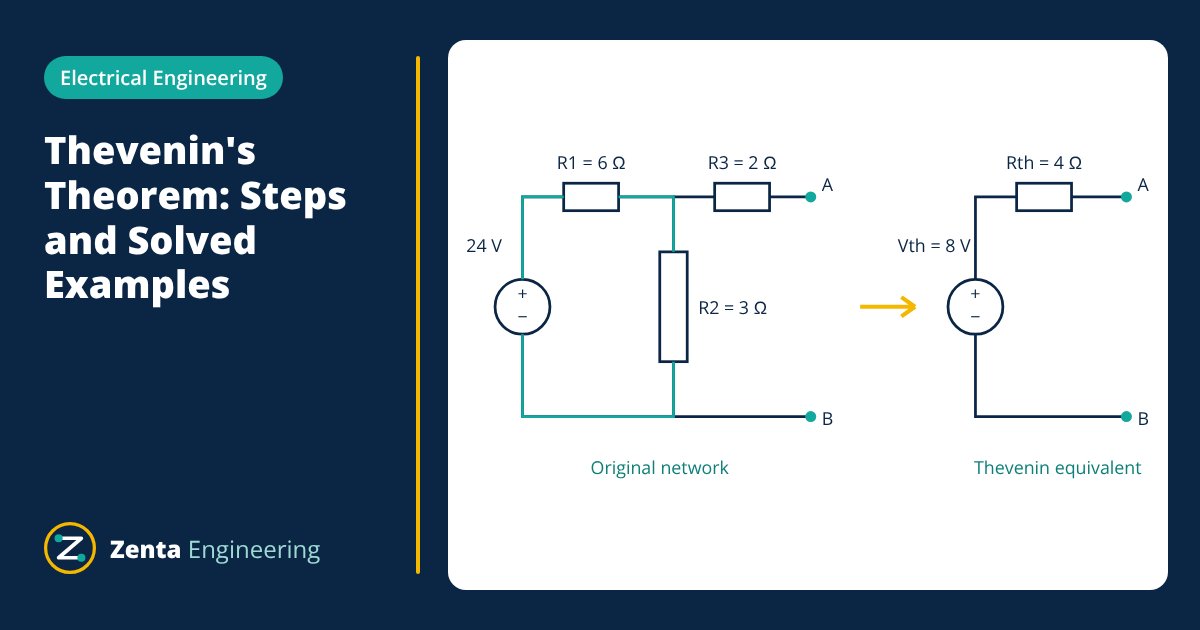 Electrical Engineering
Thevenin's
Theorem: Steps
and Solved
Examples
Zenta Engineering
R1 = 6 Ω
R3 = 2 Ω
A
24 V
+
−
R2 = 3 Ω
B
Original network
Rth = 4 Ω
A
Vth = 8 V
+
−
B
Thevenin equivalent